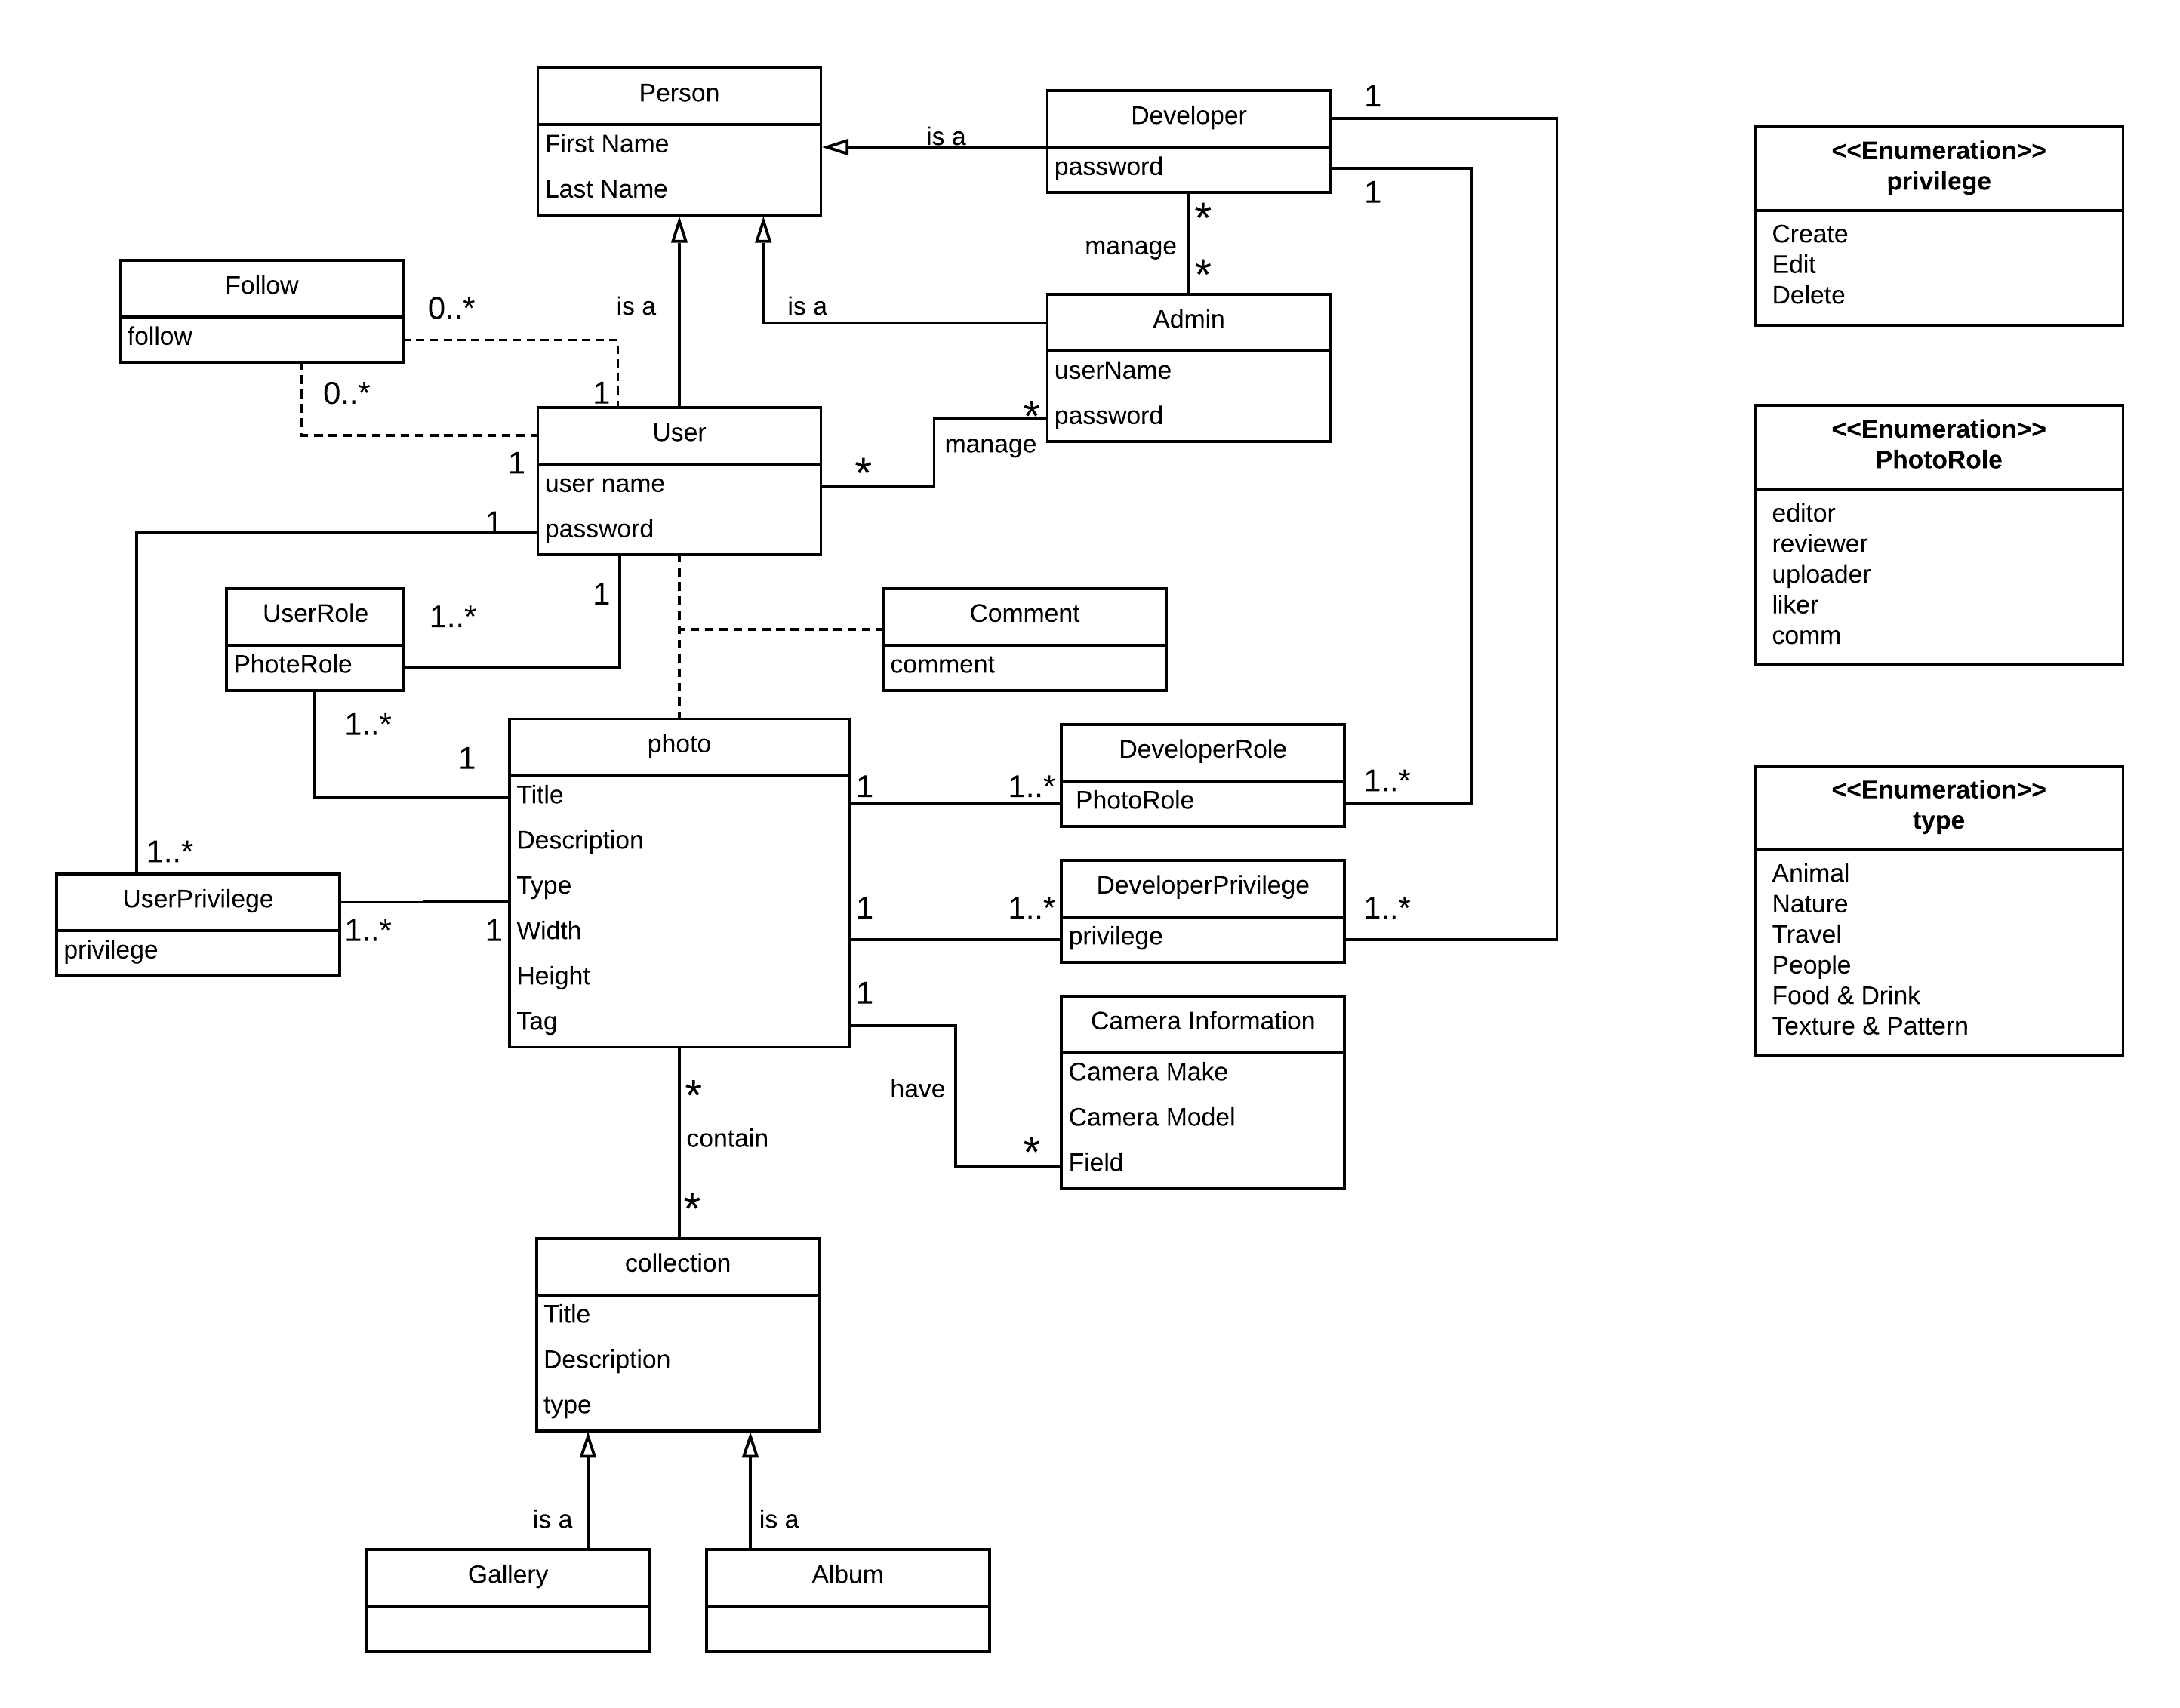 Person
First Name
Last Name
is a
Developer
password
1
1
manage
*
*
Follow
follow
0..*
0..*
1
1
is a
is a
Admin
userName
password
*
manage
*
User
user name
password
1
1
UserRole
PhoteRole
1..*
1..*
1
Comment
comment
photo
Title
Description
Type
Width
Height
Tag
1..*
UserPrivilege
privilege
1..*
1
1
1..*
DeveloperRole
PhotoRole
1..*
1
1..*
DeveloperPrivilege
privilege
1..*
1
have
*
Camera Information
Camera Make
Camera Model
Field
*
contain
*
collection
Title
Description
type
is a
is a
Gallery
Album
<<Enumeration>>
privilege
Create
Edit
Delete
<<Enumeration>>
PhotoRole
editor
reviewer
uploader
liker
comm
<<Enumeration>>
type
Animal
Nature
Travel
People
Food & Drink
Texture & Pattern